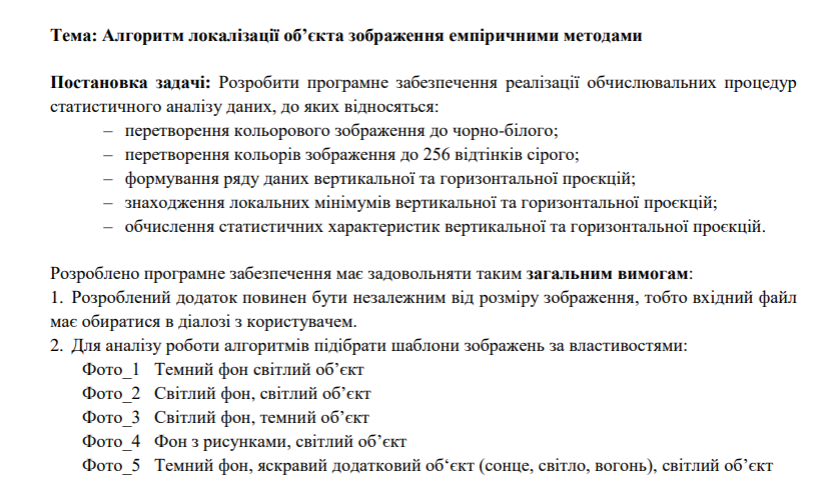 Тема: Алгоритм локалізації об’єкта зображення емпіричними методами
Постановка задачі: Розробити програмне забезпечення реалізації обчислювальних процедур
статистичного аналізу даних, до яких відносяться:
– перетворення кольорового зображення до чорно-білого;
– перетворення кольорів зображення до 256 відтінків сірого;
– формування ряду даних вертикальної та горизонтальної проєкцій;
– знаходження локальних мінімумів вертикальної та горизонтальної проєкцій;
– обчислення статистичних характеристик вертикальної та горизонтальної проєкцій.
Розроблено програмне забезпечення має задовольняти таким загальним вимогам:
1. Розроблений додаток повинен бути незалежним від розміру зображення, тобто вхідний файл
має обиратися в діалозі з користувачем.
2. Для аналізу роботи алгоритмів підібрати шаблони зображень за властивостями:
Фото_1 Темний фон світлий об’єкт
Фото_2 Світлий фон, світлий об’єкт
Фото_3 Світлий фон, темний об’єкт
Фото_4 Фон з рисунками, світлий об’єкт
Фото_5 Темний фон, яскравий додатковий об‘єкт (сонце, світло, вогонь), світлий об’єкт